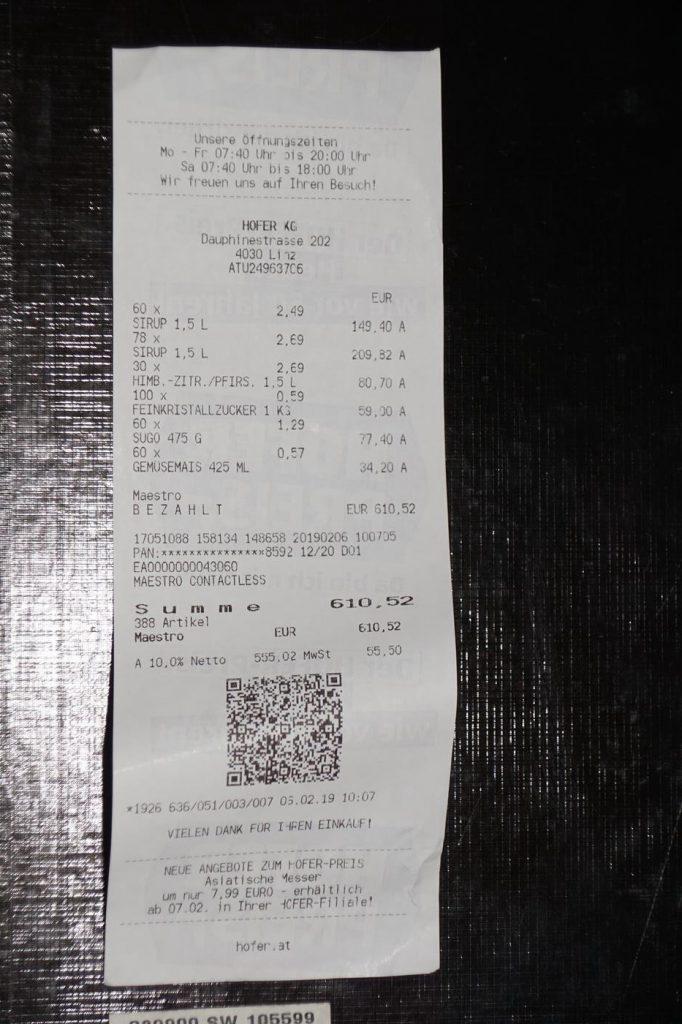 Unsere Öffnungszeiten
Mo - Fr 07:40 Uhr bis 20:00 Uhr
Sa 07:40 Uhr bis 18:00 Uhr
Wir freuen uns auf Ihren Besuch!
HOFER KG
Dauphinestrasse 202
4030 Linz
ATU24963706
EUR
60 x 2,49
SIRUP 1,5 L 149,40 A
78 x 2,69
SIRUP 1,5 L 209,82 A
30 x 2,69
HIMB.-ZITR./PFIRS. 1,5 L 80,70 A
100 x 0,59
FEINKRISTALLZUCKER 1 KG 59,00 A
60 x 1,29
SUGO 475 G 77,40 A
60 x 0,57
GEMÜSEMAIS 425 ML 34,20 A
Maestro
BEZAHLT EUR 610,52
17051088 158134 148658 20190206 100705
PAN:***************8592 12/20 D01
EA0000000043060
MAESTRO CONTACTLESS
Summe 610,52
388 Artikel
Maestro EUR 610,52
A 10,0% Netto 555,02 MwSt 55,50
*1926 636/051/003/007 06.02.19 10:07
VIELEN DANK FÜR IHREN EINKAUF!
NEUE ANGEBOTE ZUM HOFER-PREIS
Asiatische Messer
um nur 7,99 EURO - erhältlich
ab 07.02. in Ihrer HOFER-Filiale!
hofer.at
SW 105599